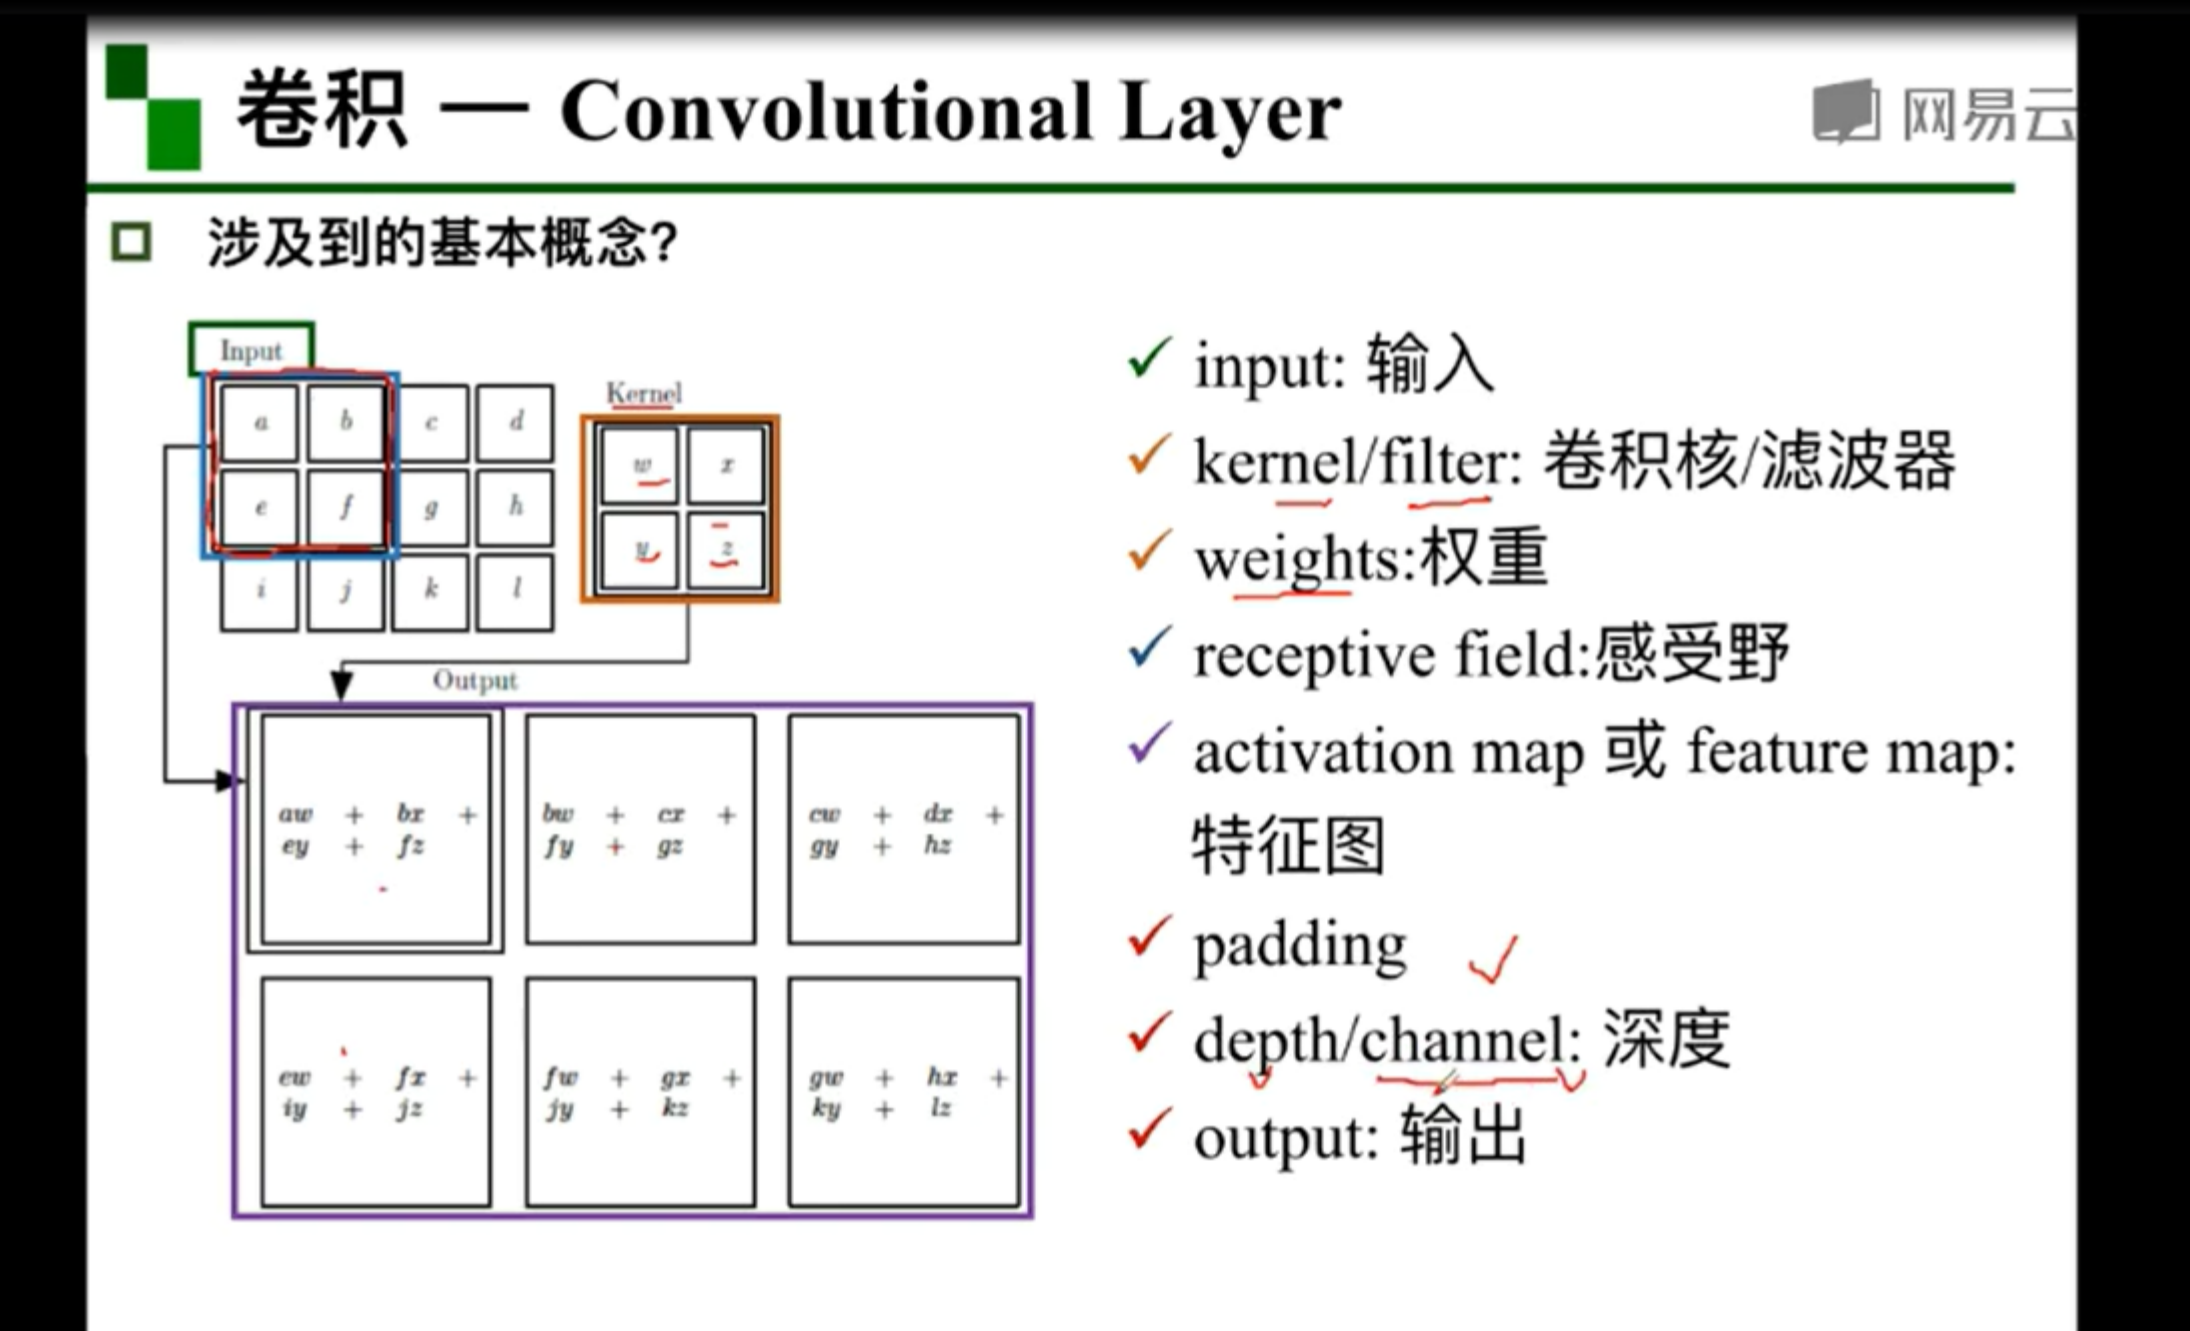 卷积 — Convolutional Layer
网易云
涉及到的基本概念?
Input
a b c d
e f g h
i j k l
Kernel
w x
y z
Output
aw + bx +
ey + fz
bw + cx +
fy + gz
cw + dx +
gy + hz
ew + fx +
iy + jz
fw + gx +
jy + kz
gw + hx +
ky + lz
input: 输入
kernel/filter: 卷积核/滤波器
weights:权重
receptive field:感受野
activation map 或 feature map:
特征图
padding
depth/channel: 深度
output: 输出